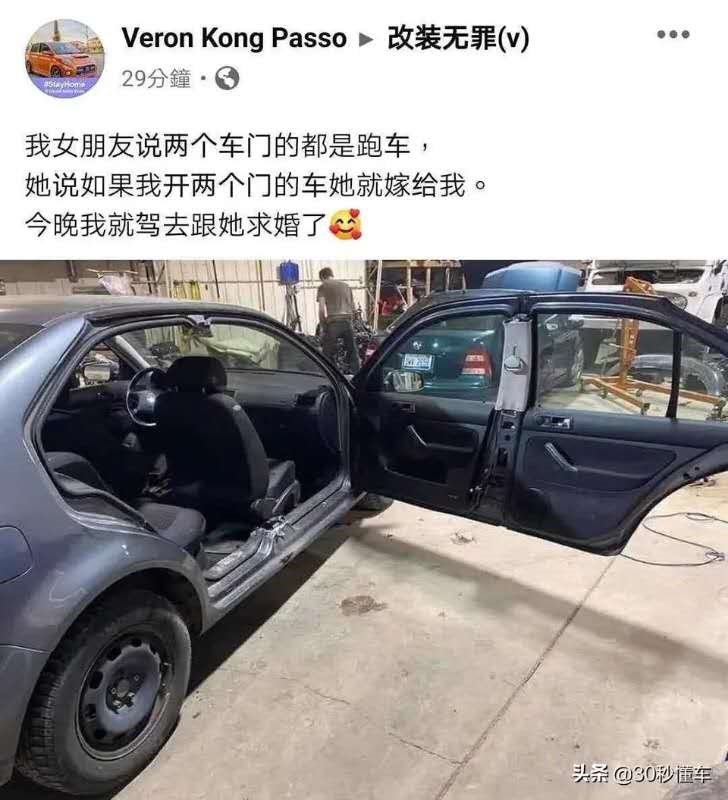 Veron Kong Passo ▸ 改装无罪(v)
29分鐘 ·
#StayHome
我女朋友说两个车门的都是跑车，
她说如果我开两个门的车她就嫁给我。
今晚我就驾去跟她求婚了🥰
头条 @30秒懂车